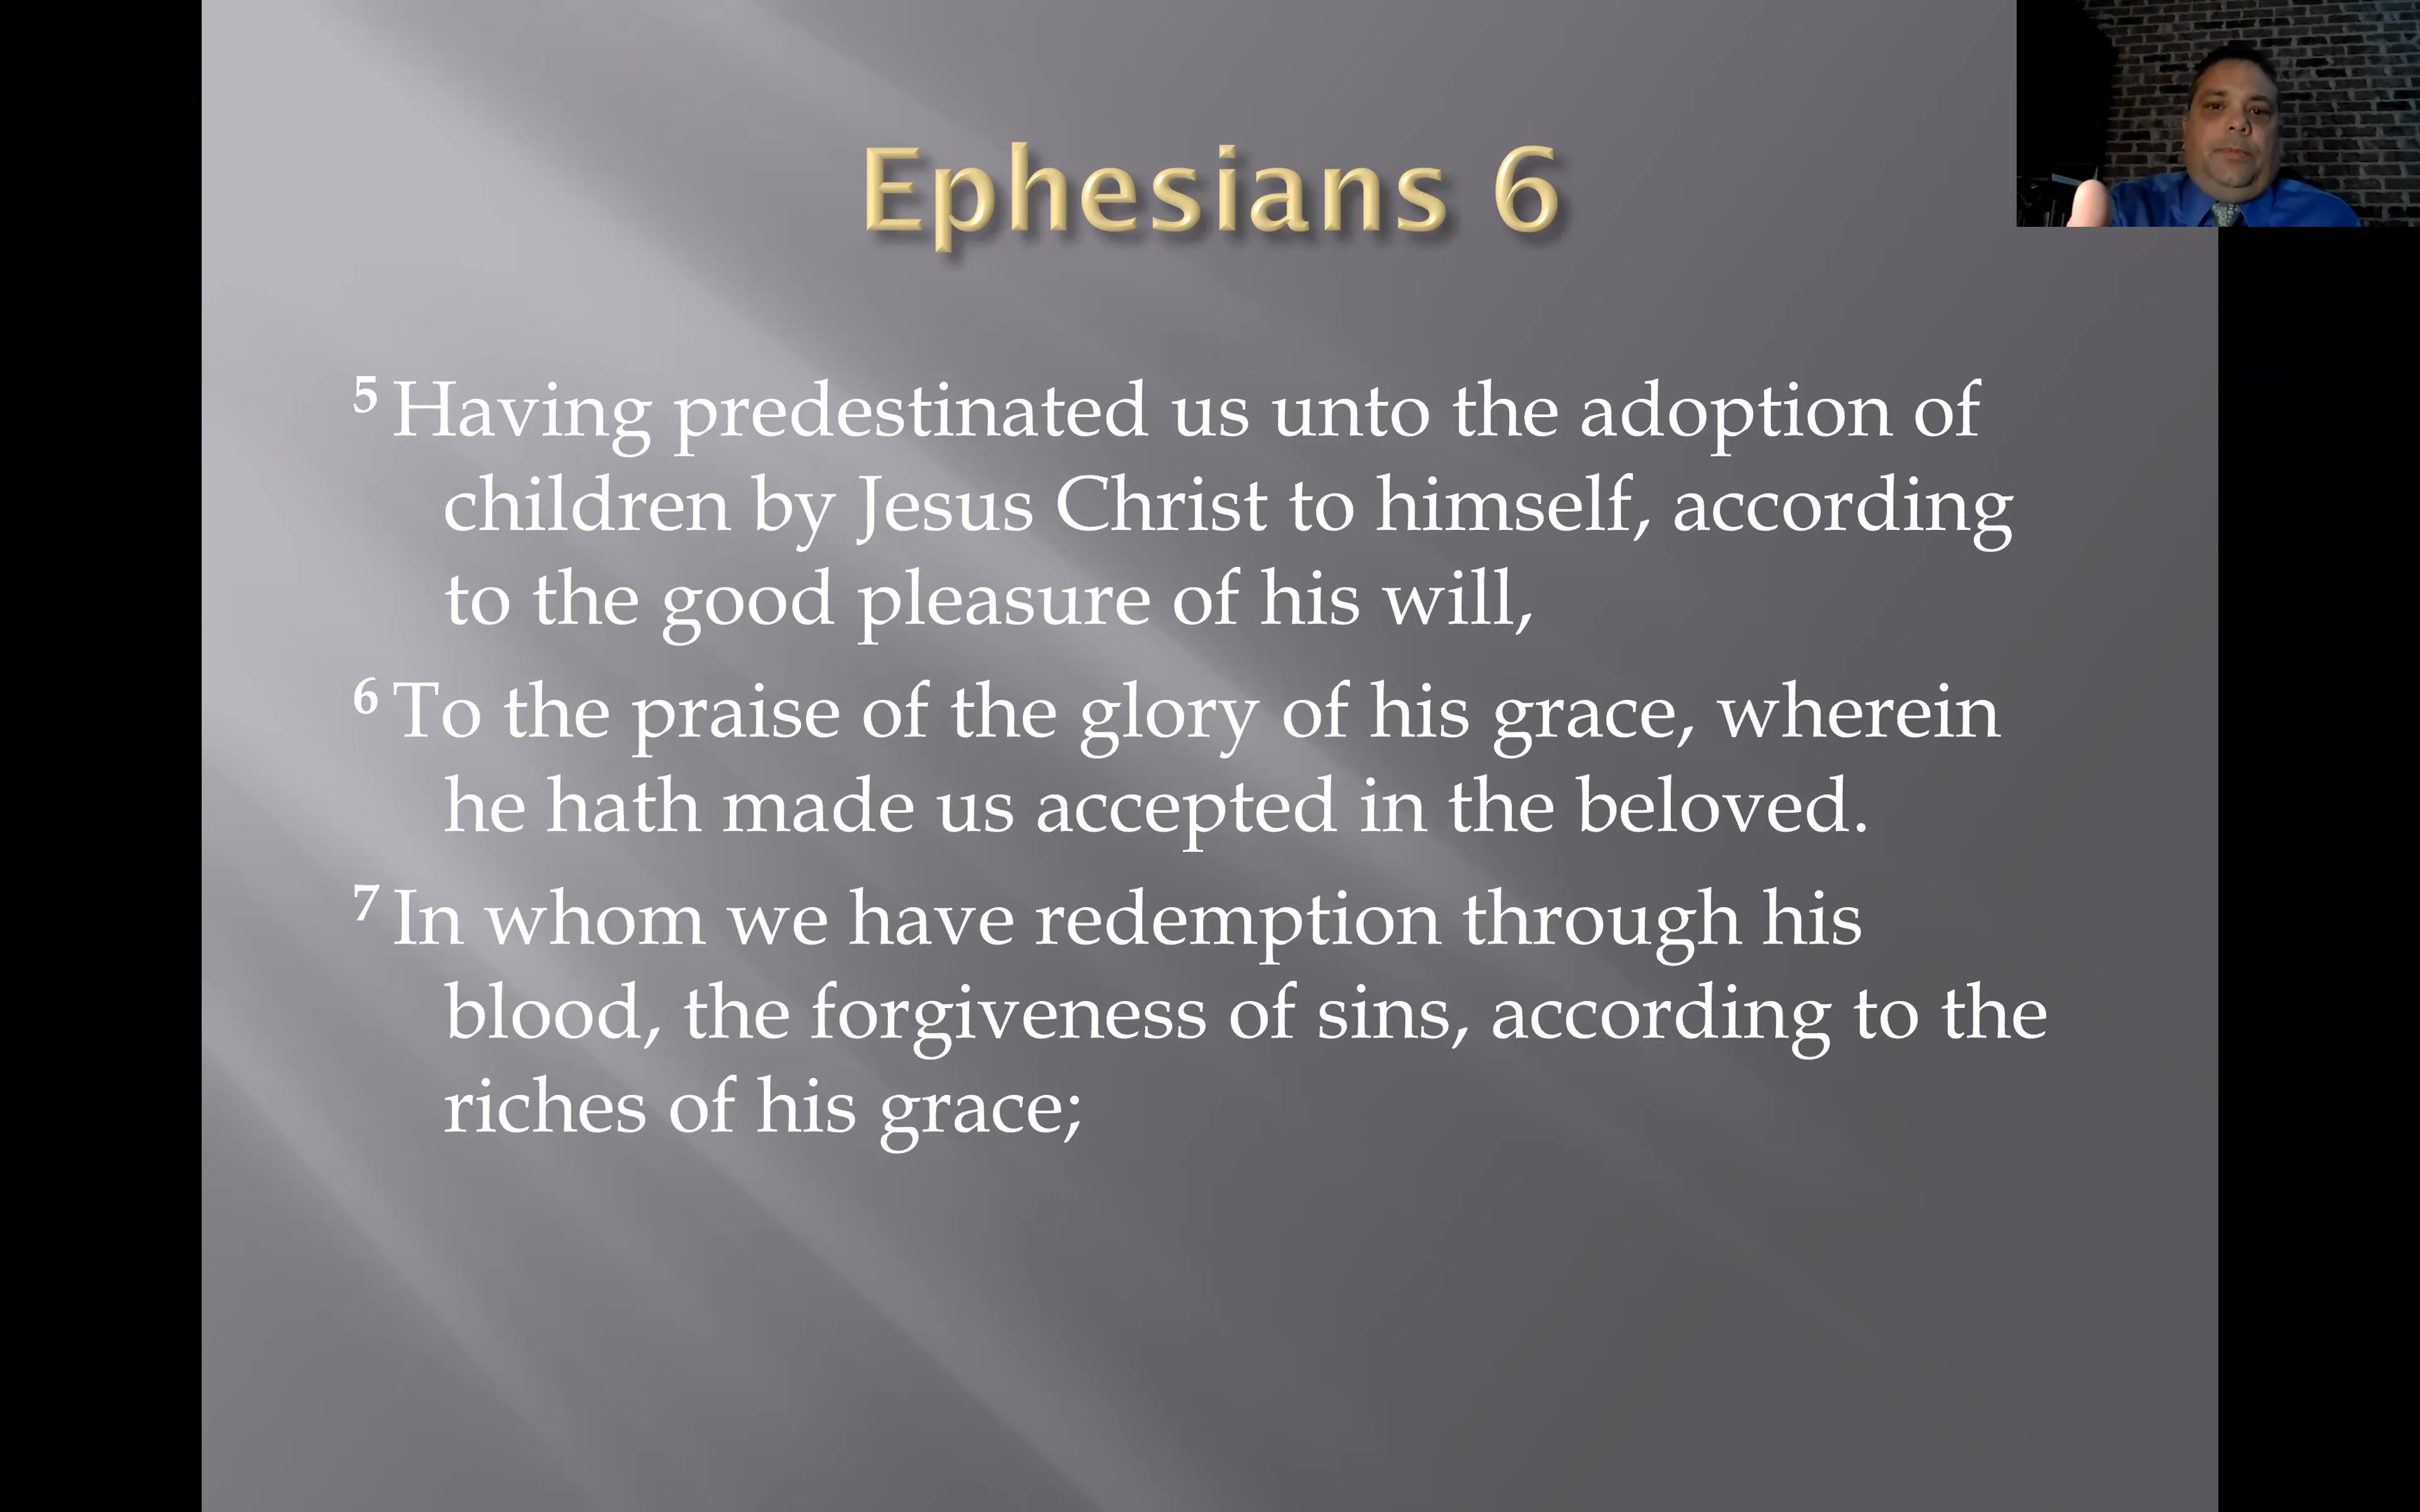 Ephesians 6
5 Having predestinated us unto the adoption of
children by Jesus Christ to himself, according
to the good pleasure of his will,
6 To the praise of the glory of his grace, wherein
he hath made us accepted in the beloved.
7 In whom we have redemption through his
blood, the forgiveness of sins, according to the
riches of his grace;